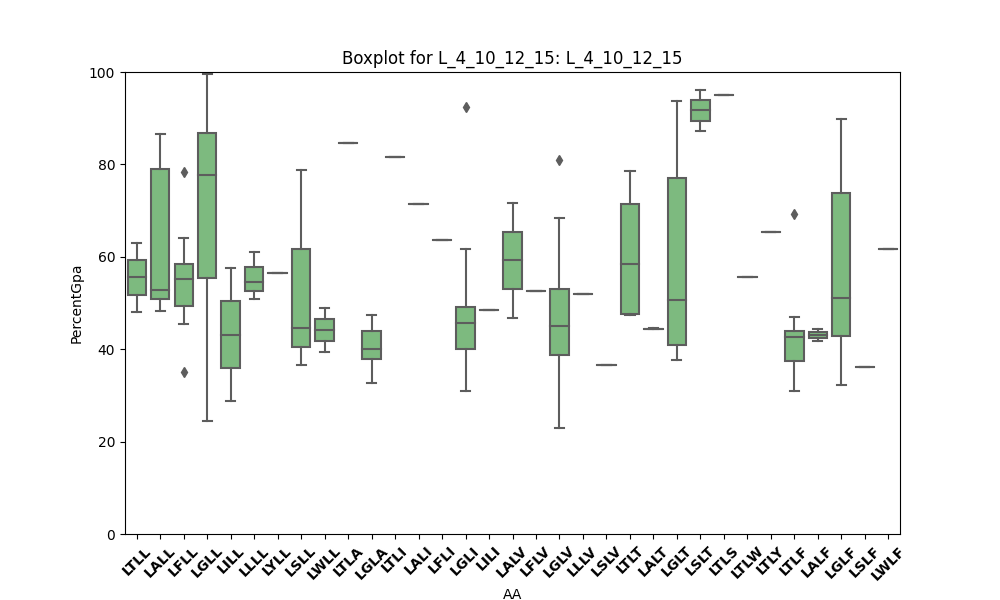 Boxplot for L_4_10_12_15: L_4_10_12_15
PercentGpa
100
80
60
40
20
0
LTLL LALL LFLL LGLL LILL LLLL LYLL LSLL LWLL LTLA LGLA LTLI LALI LFLI LGLI LILI LALV LFLV LGLV LLLV LSLV LTLT LALT LGLT LSLT LTLS LTLW LTLY LTLF LALF LGLF LSLF LWLF
AA